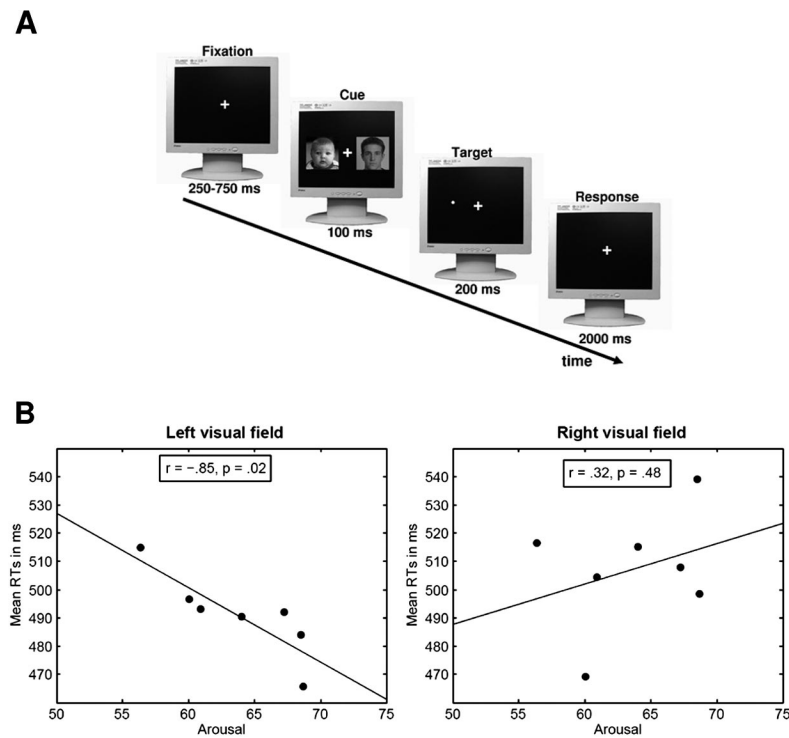 A
Fixation
250-750 ms
Cue
100 ms
Target
200 ms
Response
2000 ms
time
B
Left visual field
r = −.85, p = .02
Mean RTs in ms
540
530
520
510
500
490
480
470
50 55 60 65 70 75
Arousal
Right visual field
r = .32, p = .48
Mean RTs in ms
540
530
520
510
500
490
480
470
50 55 60 65 70 75
Arousal